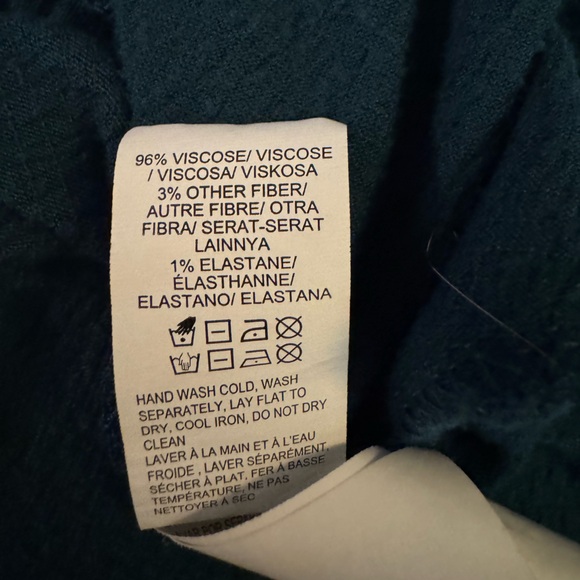 96% VISCOSE/ VISCOSE
/ VISCOSA/ VISKOSA
3% OTHER FIBER/
AUTRE FIBRE/ OTRA
FIBRA/ SERAT-SERAT
LAINNYA
1% ELASTANE/
ÉLASTHANNE/
ELASTANO/ ELASTANA
HAND WASH COLD, WASH
SEPARATELY, LAY FLAT TO
DRY, COOL IRON, DO NOT DRY
CLEAN
LAVER À LA MAIN ET À L'EAU
FROIDE , LAVER SÉPARÉMENT,
SÉCHER À PLAT, FER À BASSE
TEMPÉRATURE, NE PAS
NETTOYER À SEC